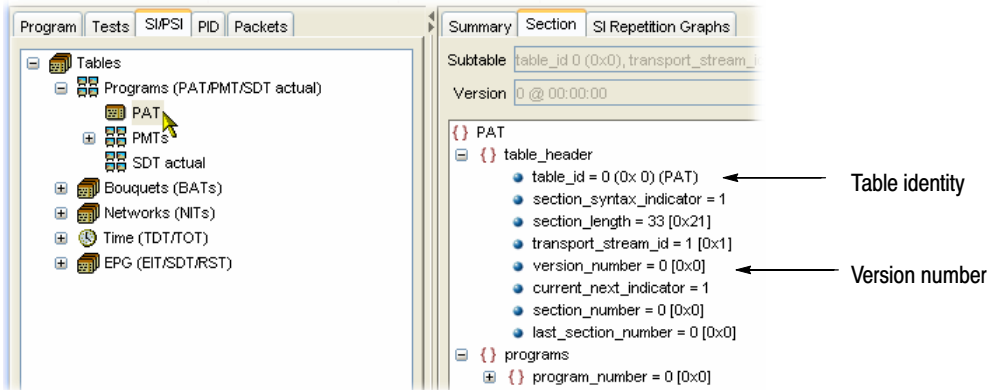 Program Tests SI/PSI PID Packets
Tables
Programs (PAT/PMT/SDT actual)
PAT
PMTs
SDT actual
Bouquets (BATs)
Networks (NITs)
Time (TDT/TOT)
EPG (EIT/SDT/RST)
Summary Section SI Repetition Graphs
Subtable table_id 0 (0x0), transport_stream_
Version 0 @ 00:00:00
{} PAT
{} table_header
table_id = 0 (0x 0) (PAT)
section_syntax_indicator = 1
section_length = 33 [0x21]
transport_stream_id = 1 [0x1]
version_number = 0 [0x0]
current_next_indicator = 1
section_number = 0 [0x0]
last_section_number = 0 [0x0]
{} programs
{} program_number = 0 [0x0]
Table identity
Version number